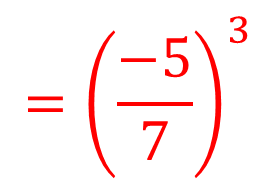 = (−5/7)³